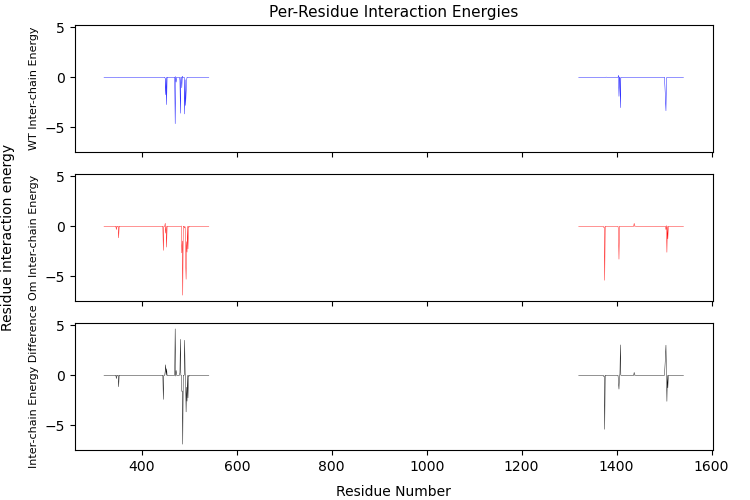 Per-Residue Interaction Energies
Residue interaction energy
WT Inter-chain Energy
5
0
−5
Om Inter-chain Energy
5
0
−5
Inter-chain Energy Difference
5
0
−5
400 600 800 1000 1200 1400 1600
Residue Number